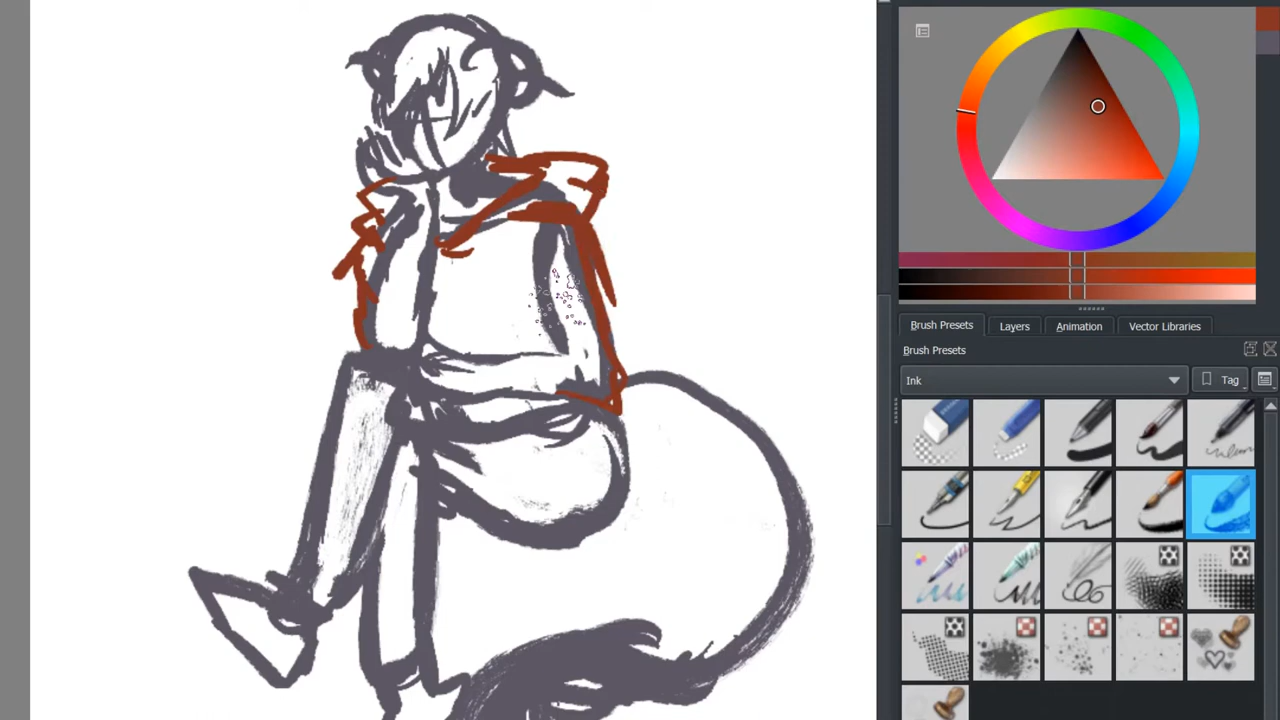 Brush Presets Layers Animation Vector Libraries
Brush Presets
Ink Tag